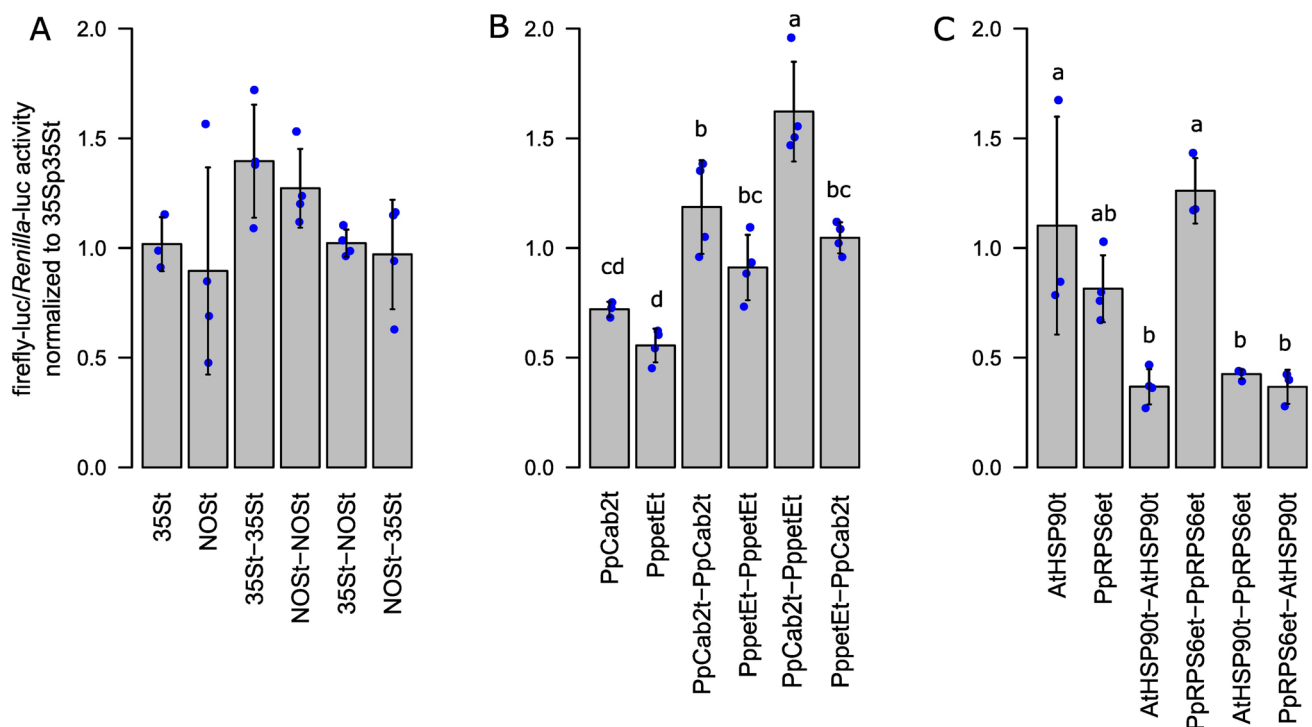 A
firefly-luc/Renilla-luc activity
normalized to 35Sp35St
2.0
1.5
1.0
0.5
0.0
35St
NOSt
35St−35St
NOSt−NOSt
35St−NOSt
NOSt−35St
B
2.0
1.5
1.0
0.5
0.0
cd
d
b
bc
a
bc
PpCab2t
PppetEt
PpCab2t−PpCab2t
PppetEt−PppetEt
PpCab2t−PppetEt
PppetEt−PpCab2t
C
2.0
1.5
1.0
0.5
0.0
a
ab
b
a
b
b
AtHSP90t
PpRPS6et
AtHSP90t−AtHSP90t
PpRPS6et−PpRPS6et
AtHSP90t−PpRPS6et
PpRPS6et−AtHSP90t